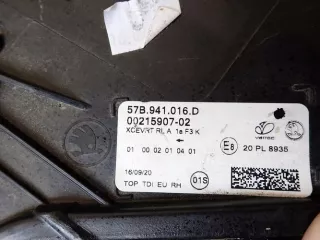 57B.941.016.D
00215907-02
XCEVRT RL A 1a F3 K
01 00 02 01 04 01
E8 20 PL 8935
16/09/20
TOP TDI EU RH 01S